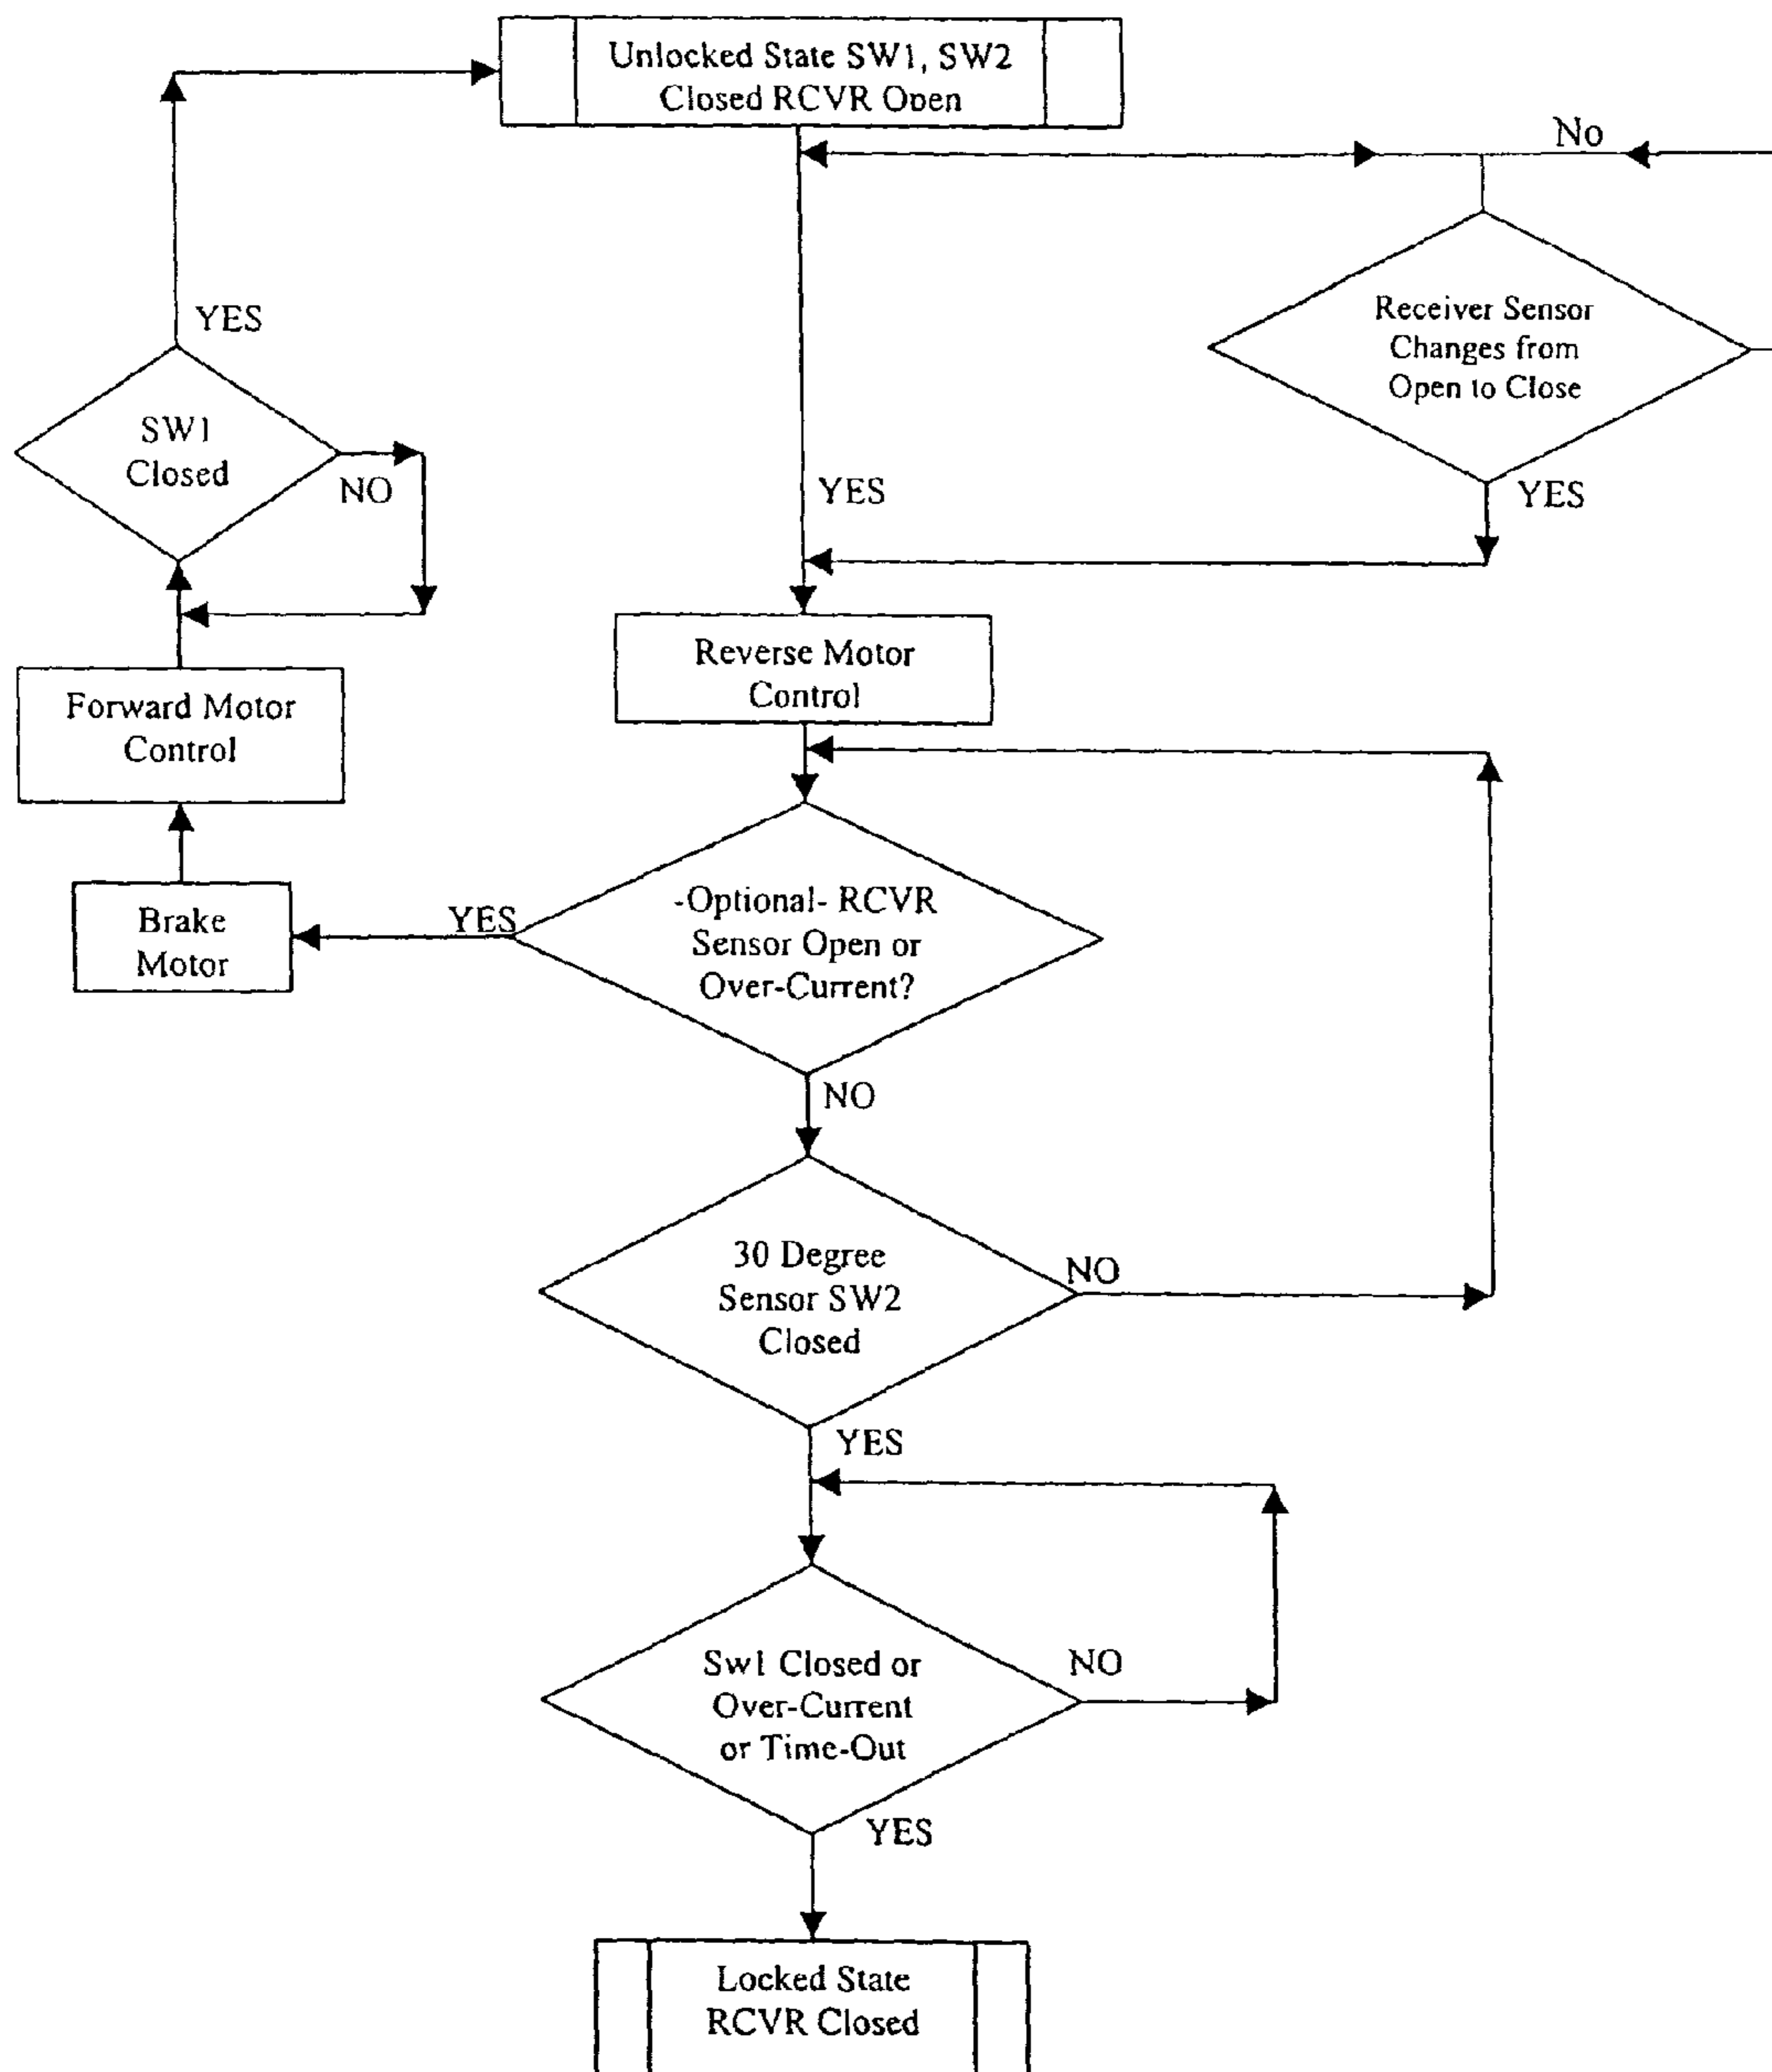 Unlocked State SW1, SW2
Closed RCVR Open
No
Receiver Sensor
Changes from
Open to Close
YES
YES
SW1
Closed
NO
YES
Reverse Motor
Control
Forward Motor
Control
-Optional- RCVR
Sensor Open or
Over-Current?
YES
Brake
Motor
NO
30 Degree
Sensor SW2
Closed
NO
YES
Sw1 Closed or
Over-Current
or Time-Out
NO
YES
Locked State
RCVR Closed